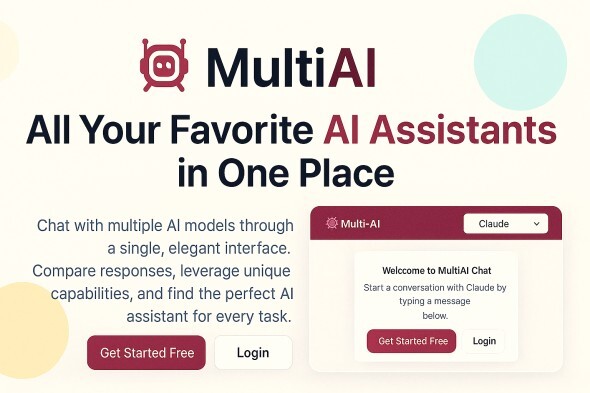 MultiAI
All Your Favorite AI Assistants
in One Place
Chat with multiple AI models through
a single, elegant interface.
Compare responses, leverage unique
capabilities, and find the perfect AI
assistant for every task.
Get Started Free
Login
Multi-AI
Claude
Welccome to MultiAI Chat
Start a conversation with Claude by
typing a message
below.
Get Started Free
Login